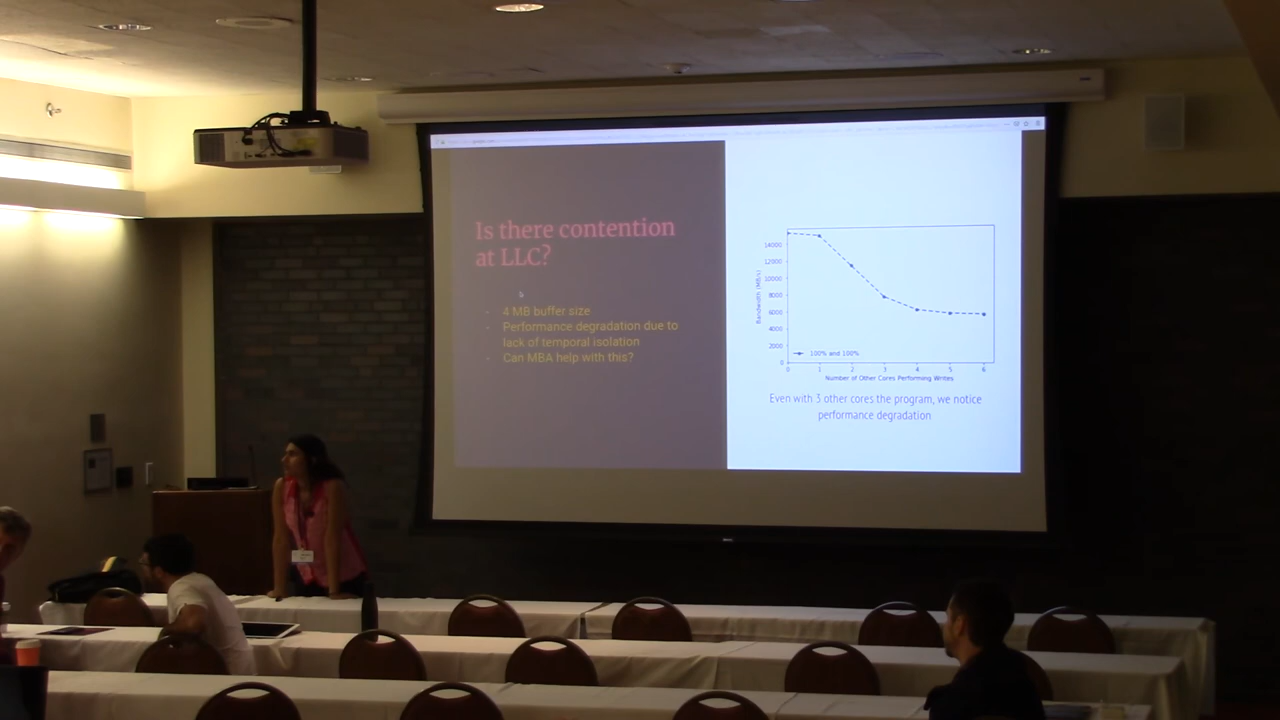 Is there contention
at LLC?
- 4 MB buffer size
- Performance degradation due to
lack of temporal isolation
- Can MBA help with this?
14000
12000
10000
8000
6000
4000
2000
0
Bandwidth (MB/s)
100% and 100%
0 1 2 3 4 5 6
Number of Other Cores Performing Writes
Even with 3 other cores the program, we notice
performance degradation